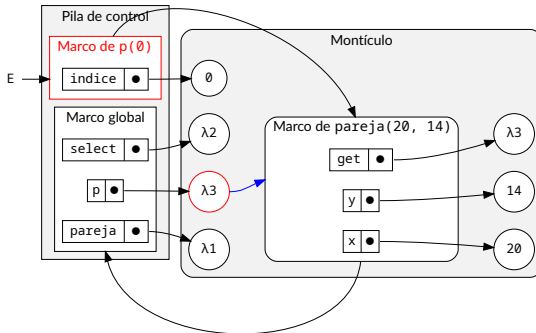 Pila de control
Marco de p(0)
E
indice
0
Marco global
select
λ2
p
λ3
pareja
λ1
Montículo
Marco de pareja(20, 14)
get
λ3
y
14
x
20